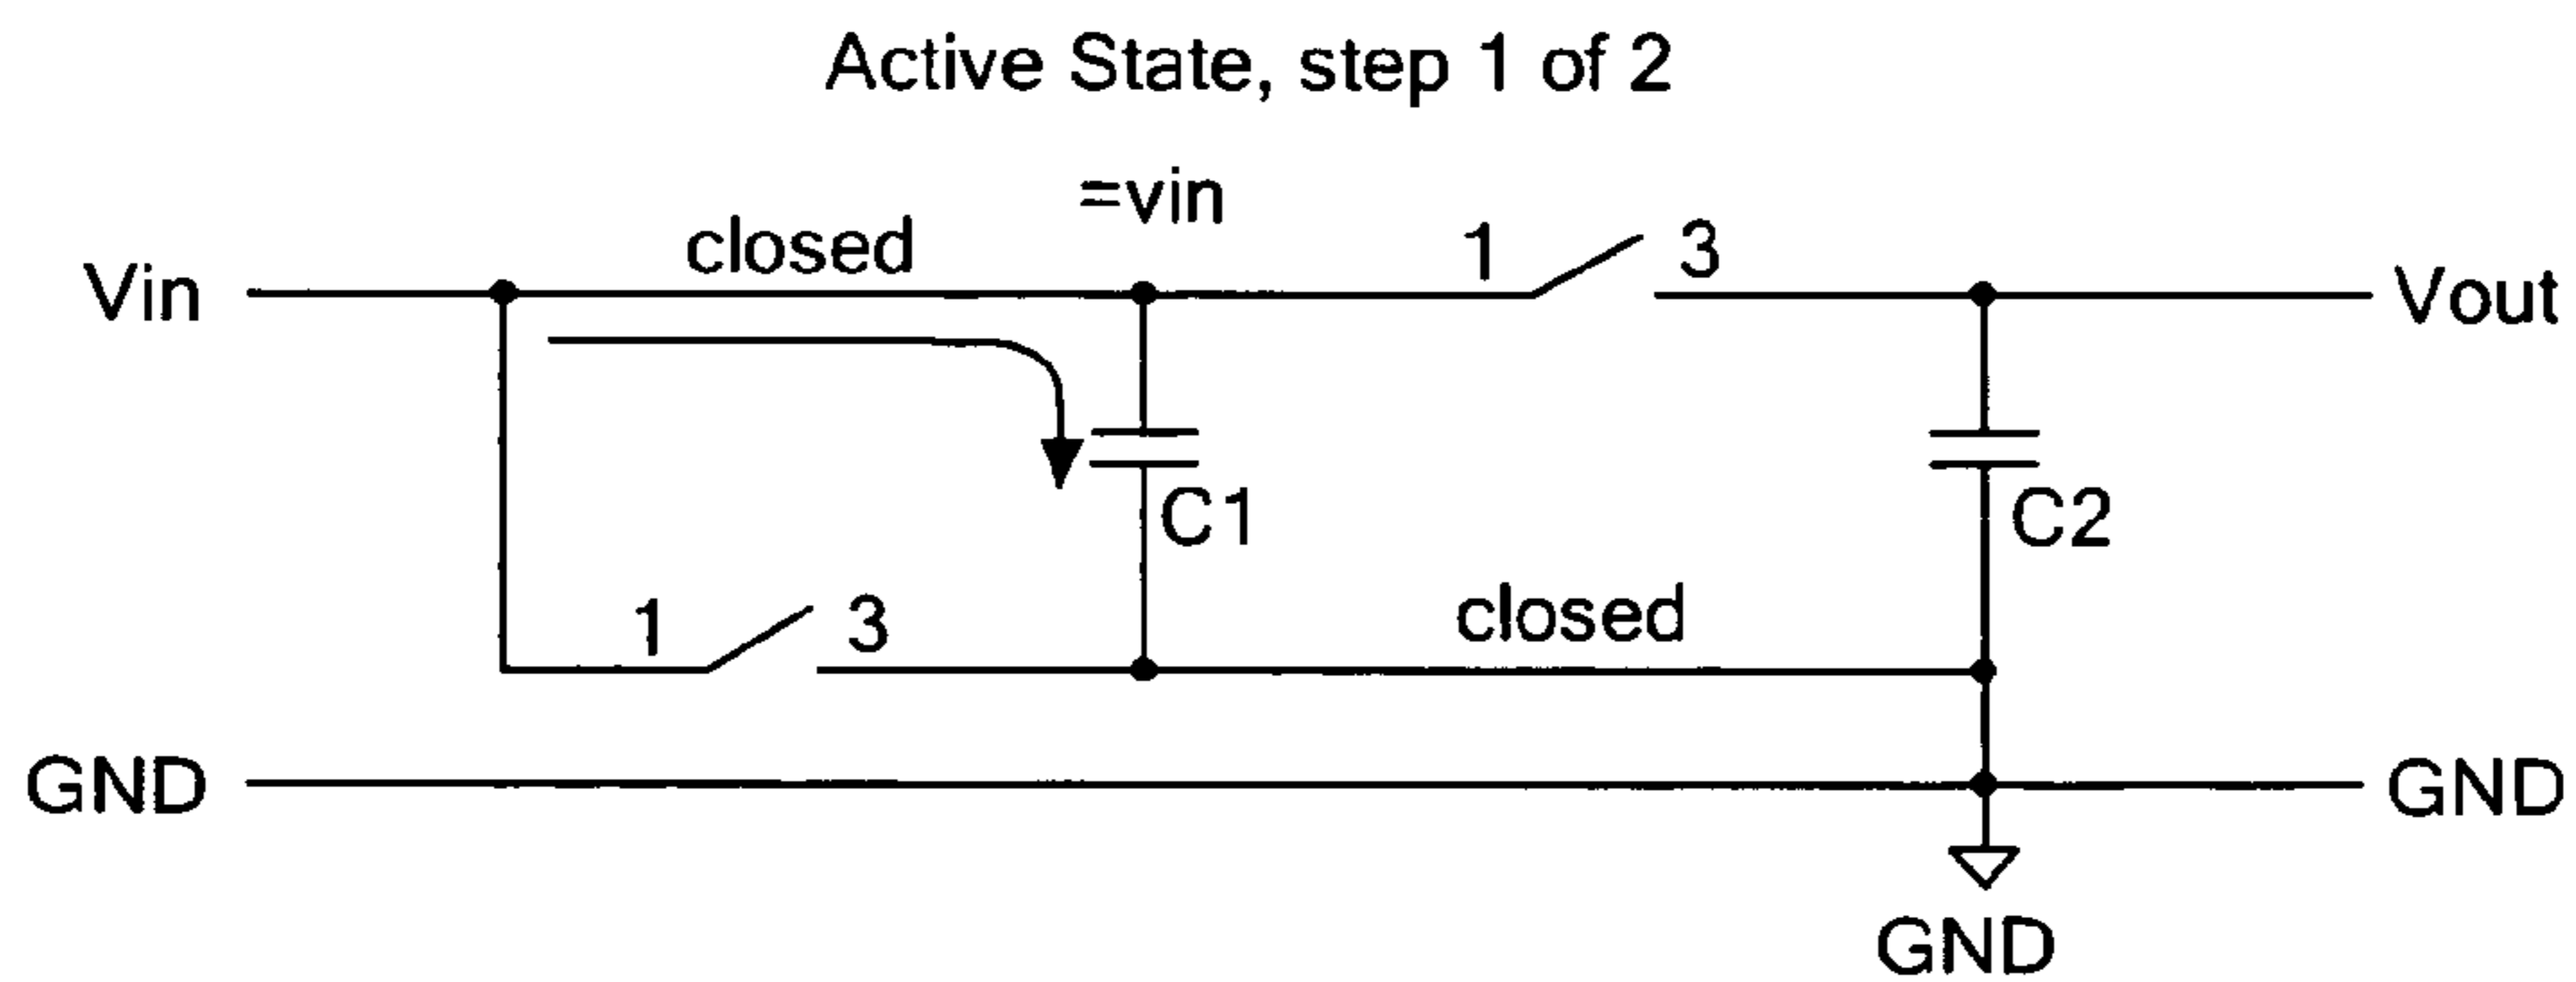 Active State, step 1 of 2
=vin
closed
1 3
Vin
Vout
C1
C2
closed
1 3
GND
GND
GND